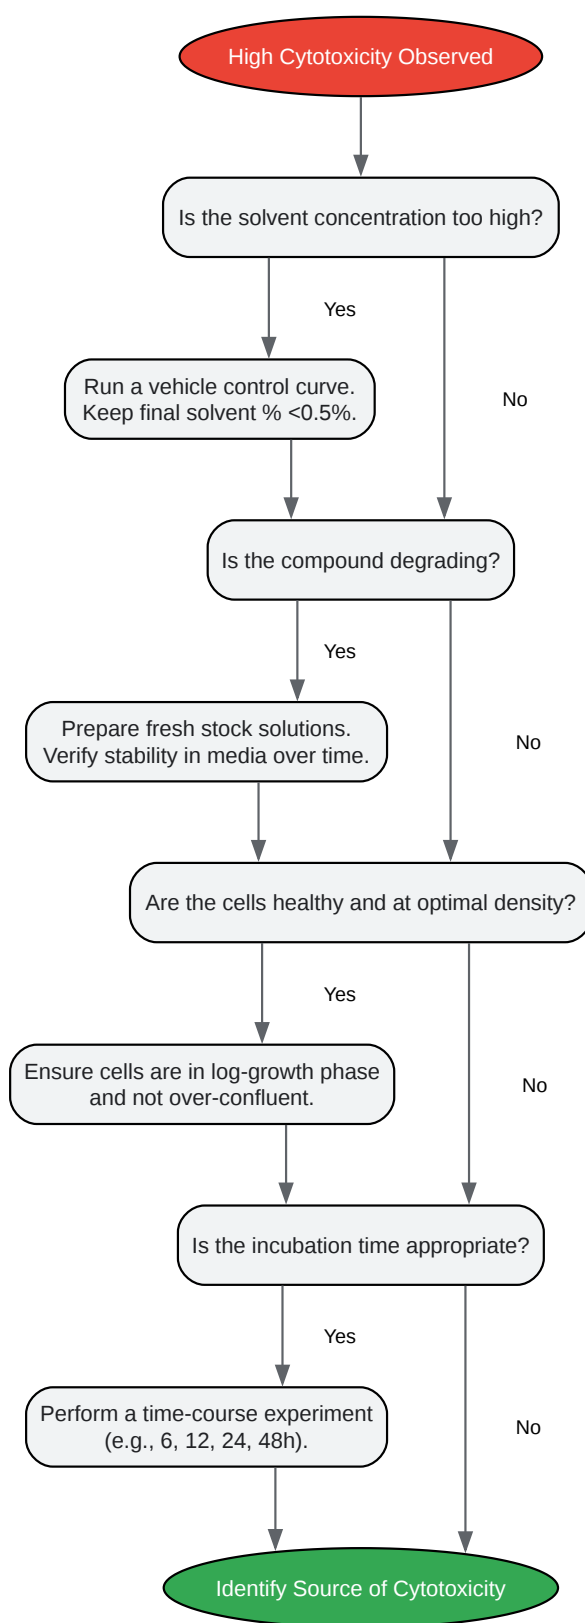 High Cytotoxicity Observed
Is the solvent concentration too high?
Yes
Run a vehicle control curve.
Keep final solvent % <0.5%.
No
Is the compound degrading?
Yes
Prepare fresh stock solutions.
Verify stability in media over time.
No
Are the cells healthy and at optimal density?
Yes
Ensure cells are in log-growth phase
and not over-confluent.
No
Is the incubation time appropriate?
Yes
Perform a time-course experiment
(e.g., 6, 12, 24, 48h).
No
Identify Source of Cytotoxicity